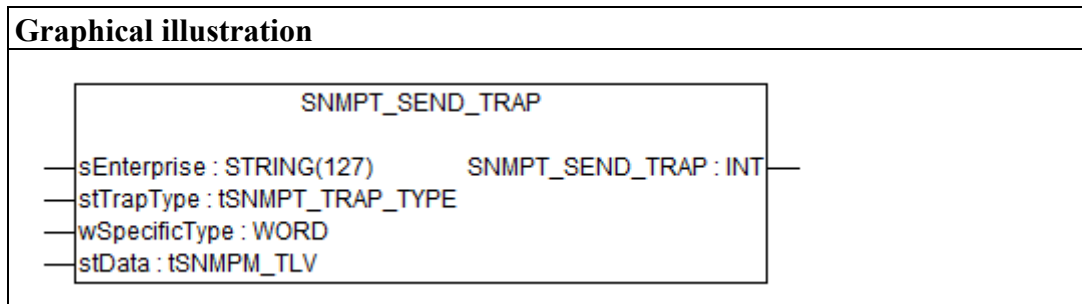 Graphical illustration
SNMPT_SEND_TRAP
sEnterprise : STRING(127) SNMPT_SEND_TRAP : INT
stTrapType : tSNMPT_TRAP_TYPE
wSpecificType : WORD
stData : tSNMPM_TLV